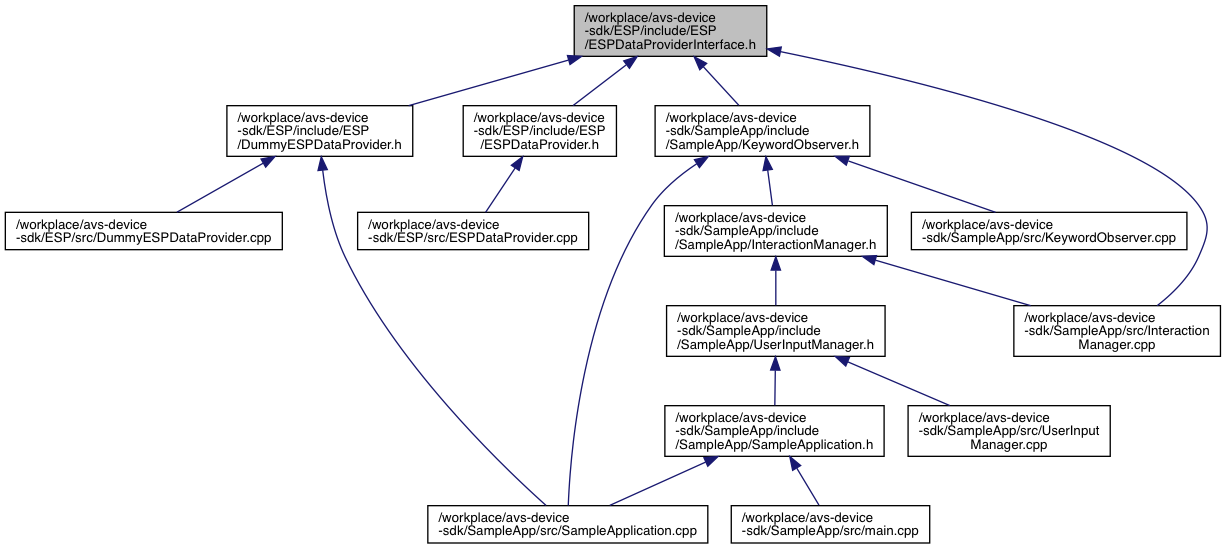 /workplace/avs-device
-sdk/ESP/include/ESP
/ESPDataProviderInterface.h
/workplace/avs-device
-sdk/ESP/include/ESP
/DummyESPDataProvider.h
/workplace/avs-device
-sdk/ESP/include/ESP
/ESPDataProvider.h
/workplace/avs-device
-sdk/SampleApp/include
/SampleApp/KeywordObserver.h
/workplace/avs-device
-sdk/ESP/src/DummyESPDataProvider.cpp
/workplace/avs-device
-sdk/ESP/src/ESPDataProvider.cpp
/workplace/avs-device
-sdk/SampleApp/include
/SampleApp/InteractionManager.h
/workplace/avs-device
-sdk/SampleApp/src/KeywordObserver.cpp
/workplace/avs-device
-sdk/SampleApp/include
/SampleApp/UserInputManager.h
/workplace/avs-device
-sdk/SampleApp/src/Interaction
Manager.cpp
/workplace/avs-device
-sdk/SampleApp/include
/SampleApp/SampleApplication.h
/workplace/avs-device
-sdk/SampleApp/src/UserInput
Manager.cpp
/workplace/avs-device
-sdk/SampleApp/src/SampleApplication.cpp
/workplace/avs-device
-sdk/SampleApp/src/main.cpp